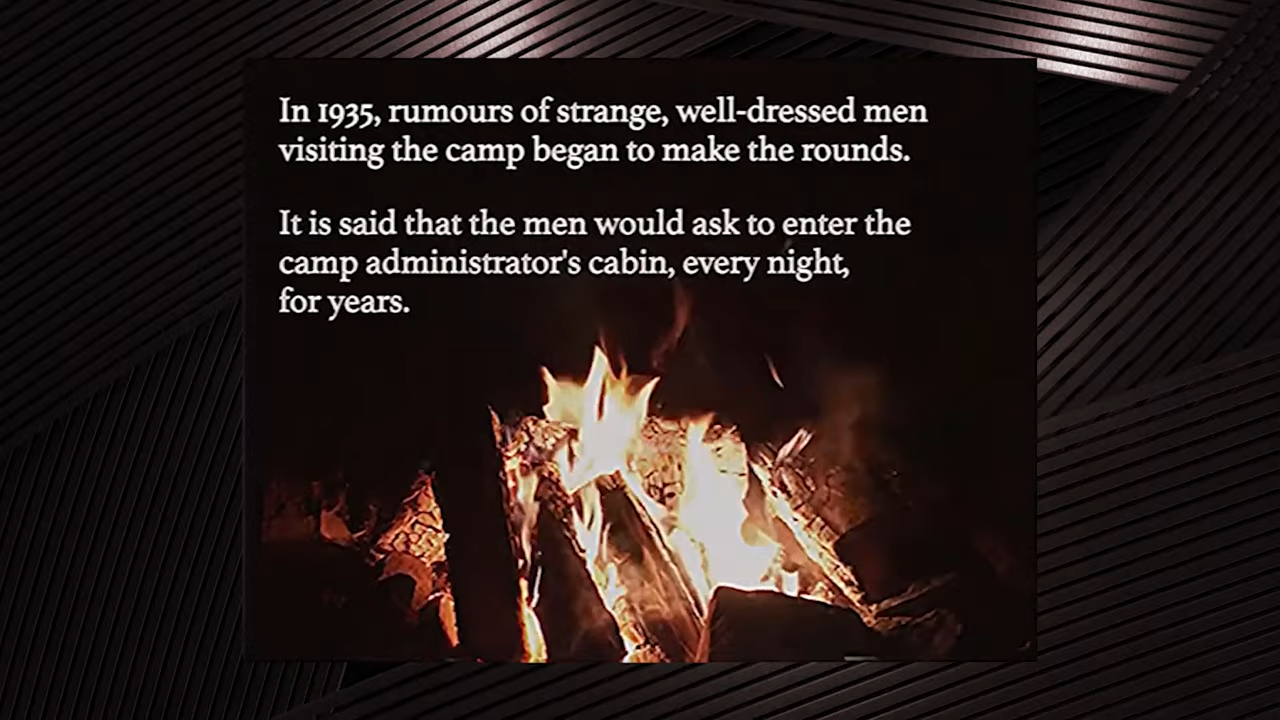 In 1935, rumours of strange, well-dressed men
visiting the camp began to make the rounds.
It is said that the men would ask to enter the
camp administrator's cabin, every night,
for years.